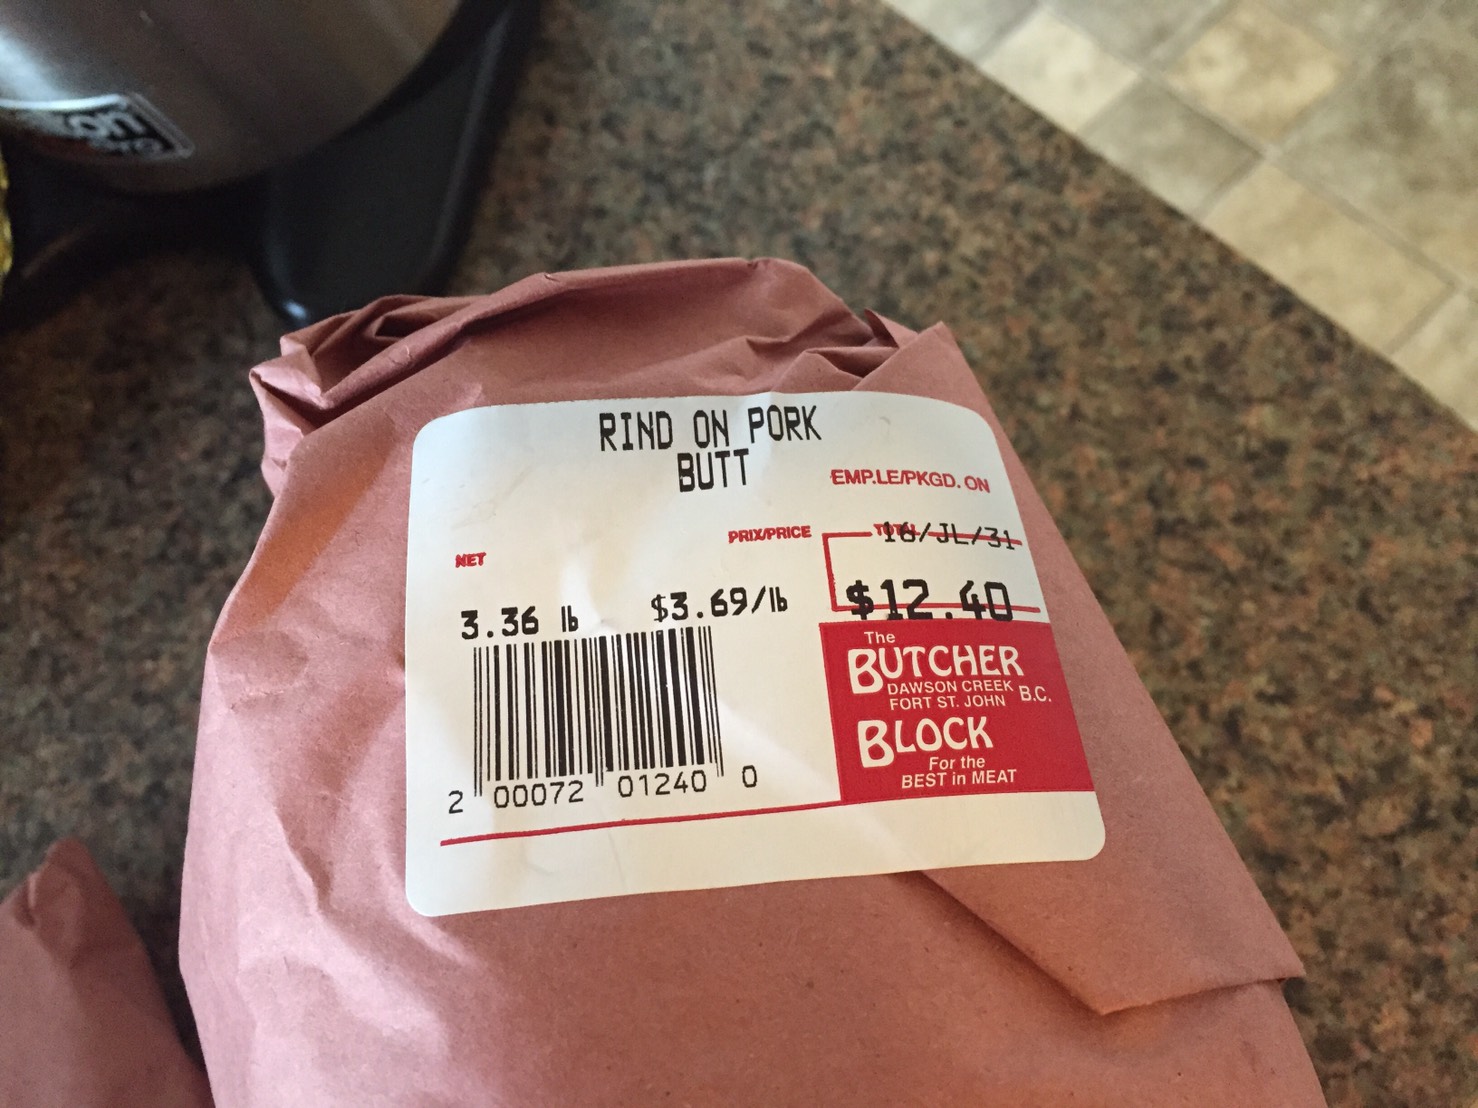 RIND ON PORK
BUTT
EMP.LE/PKGD. ON
16/JL/31
NET
PRIX/PRICE
3.36 lb
$3.69/lb
$12.40
2 00072 01240 0
The
BUTCHER
DAWSON CREEK
FORT ST. JOHN B.C.
BLOCK
For the
BEST in MEAT